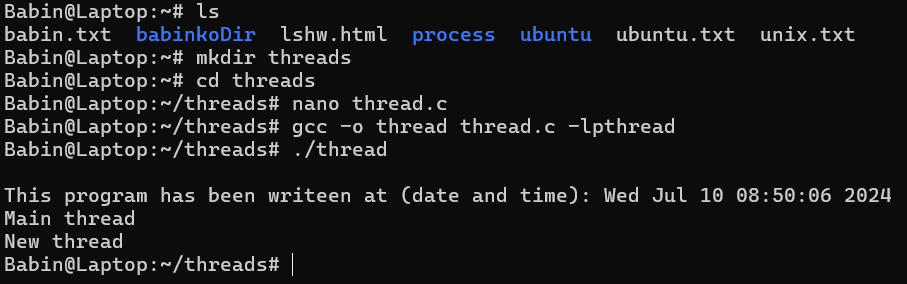 Babin@Laptop:~# ls
babin.txt  babinkoDir  lshw.html  process  ubuntu  ubuntu.txt  unix.txt
Babin@Laptop:~# mkdir threads
Babin@Laptop:~# cd threads
Babin@Laptop:~/threads# nano thread.c
Babin@Laptop:~/threads# gcc -o thread thread.c -lpthread
Babin@Laptop:~/threads# ./thread
This program has been writeen at (date and time): Wed Jul 10 08:50:06 2024
Main thread
New thread
Babin@Laptop:~/threads#